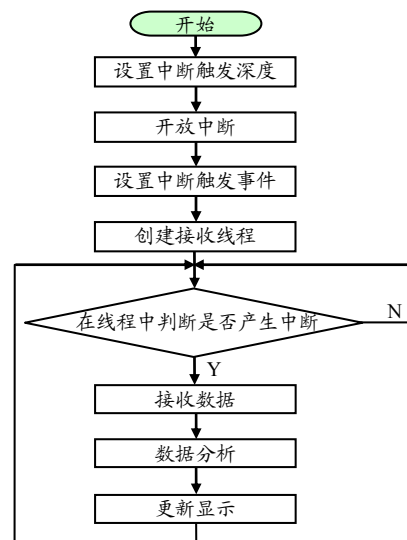 开始
设置中断触发深度
开放中断
设置中断触发事件
创建接收线程
在线程中判断是否产生中断
N
Y
接收数据
数据分析
更新显示